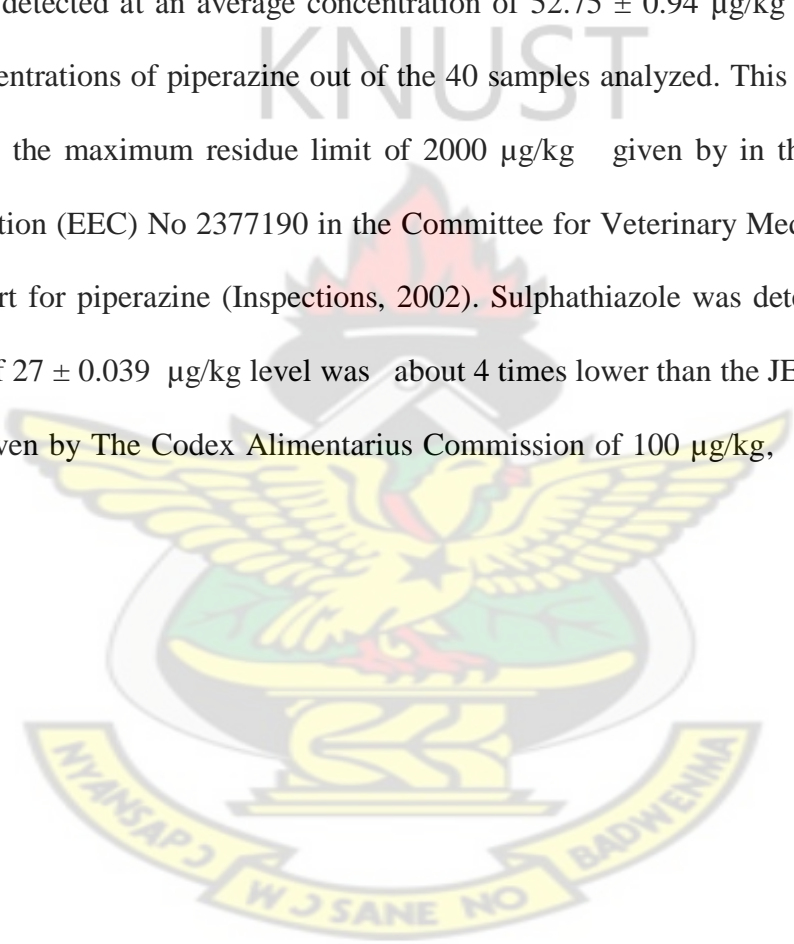 detected at an average concentration of 52.75 ± 0.94 µg/kg
entrations of piperazine out of the 40 samples analyzed. This
the maximum residue limit of 2000 µg/kg given by in th
tion (EEC) No 2377190 in the Committee for Veterinary Med
rt for piperazine (Inspections, 2002). Sulphathiazole was dete
f 27 ± 0.039 µg/kg level was about 4 times lower than the JE
ven by The Codex Alimentarius Commission of 100 µg/kg,
KNUST
NYANSAPƆ
WƆ SANE NO
BADWENMA